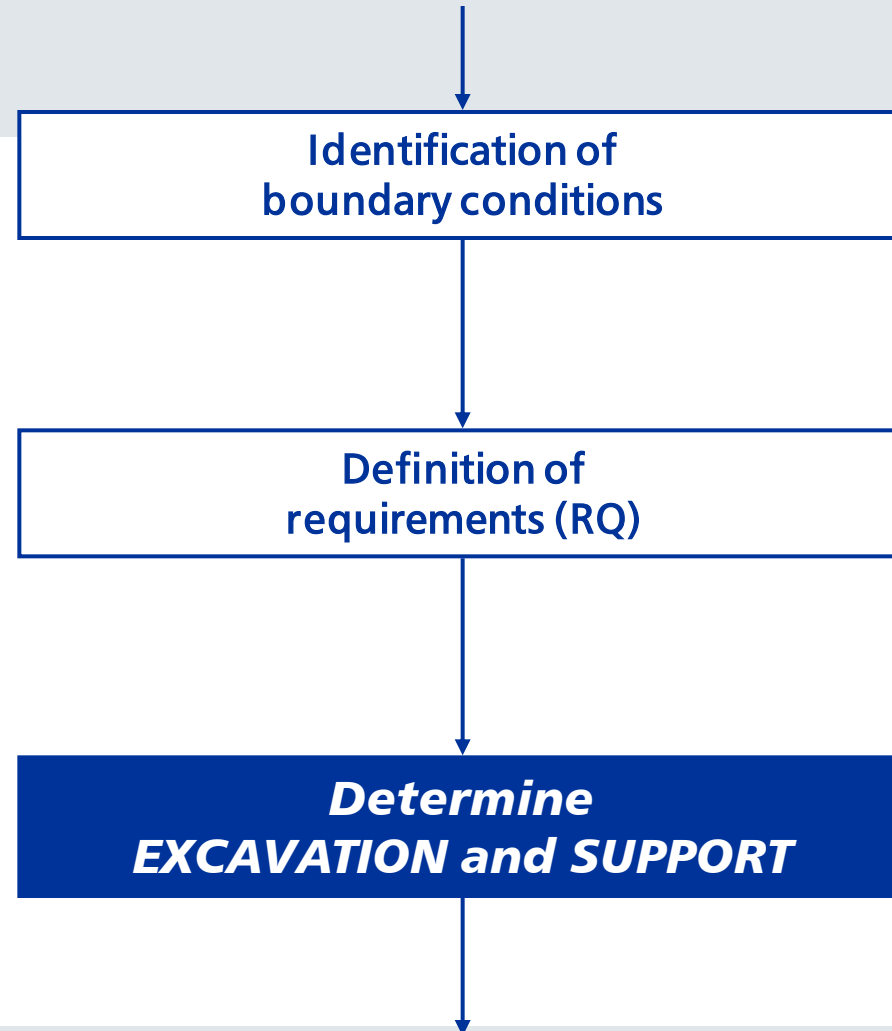 Identification of
boundary conditions
Definition of
requirements (RQ)
Determine
EXCAVATION and SUPPORT